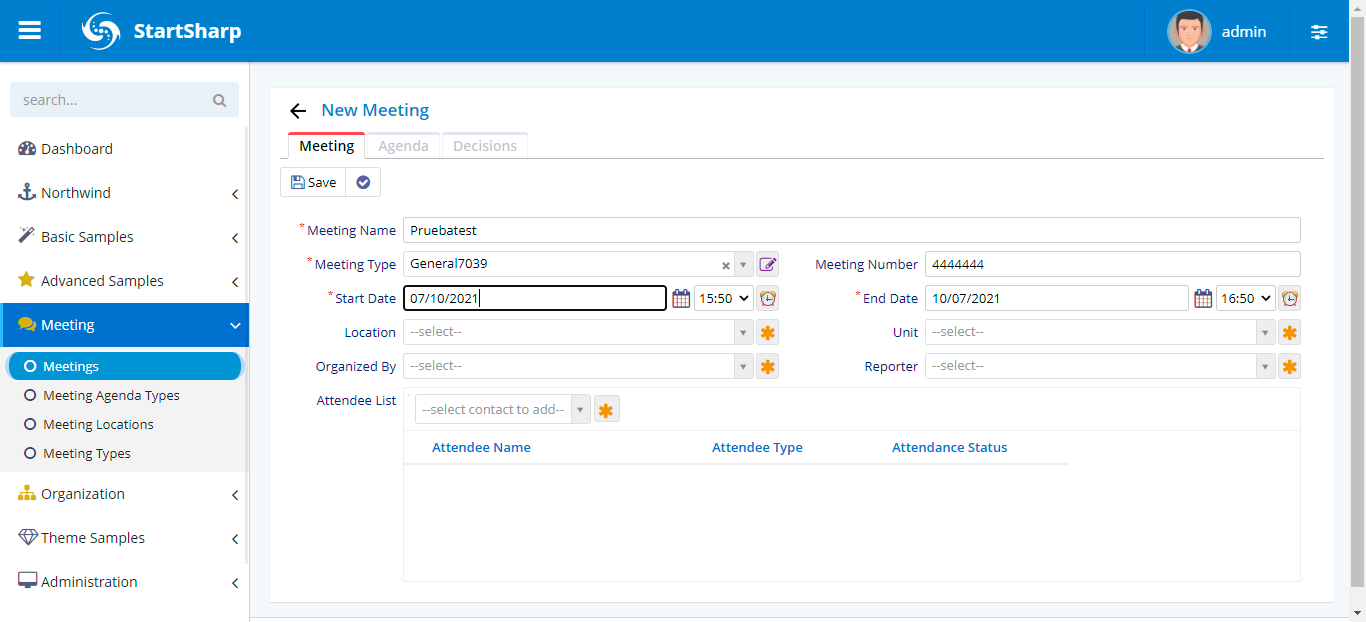 StartSharp
admin
search...
Dashboard
Northwind
Basic Samples
Advanced Samples
Meeting
Meetings
Meeting Agenda Types
Meeting Locations
Meeting Types
Organization
Theme Samples
Administration
New Meeting
Meeting Agenda Decisions
Save
* Meeting Name Pruebatest
* Meeting Type General7039 Meeting Number 4444444
* Start Date 07/10/2021 15:50 * End Date 10/07/2021 16:50
Location --select-- Unit --select--
Organized By --select-- Reporter --select--
Attendee List --select contact to add--
Attendee Name Attendee Type Attendance Status